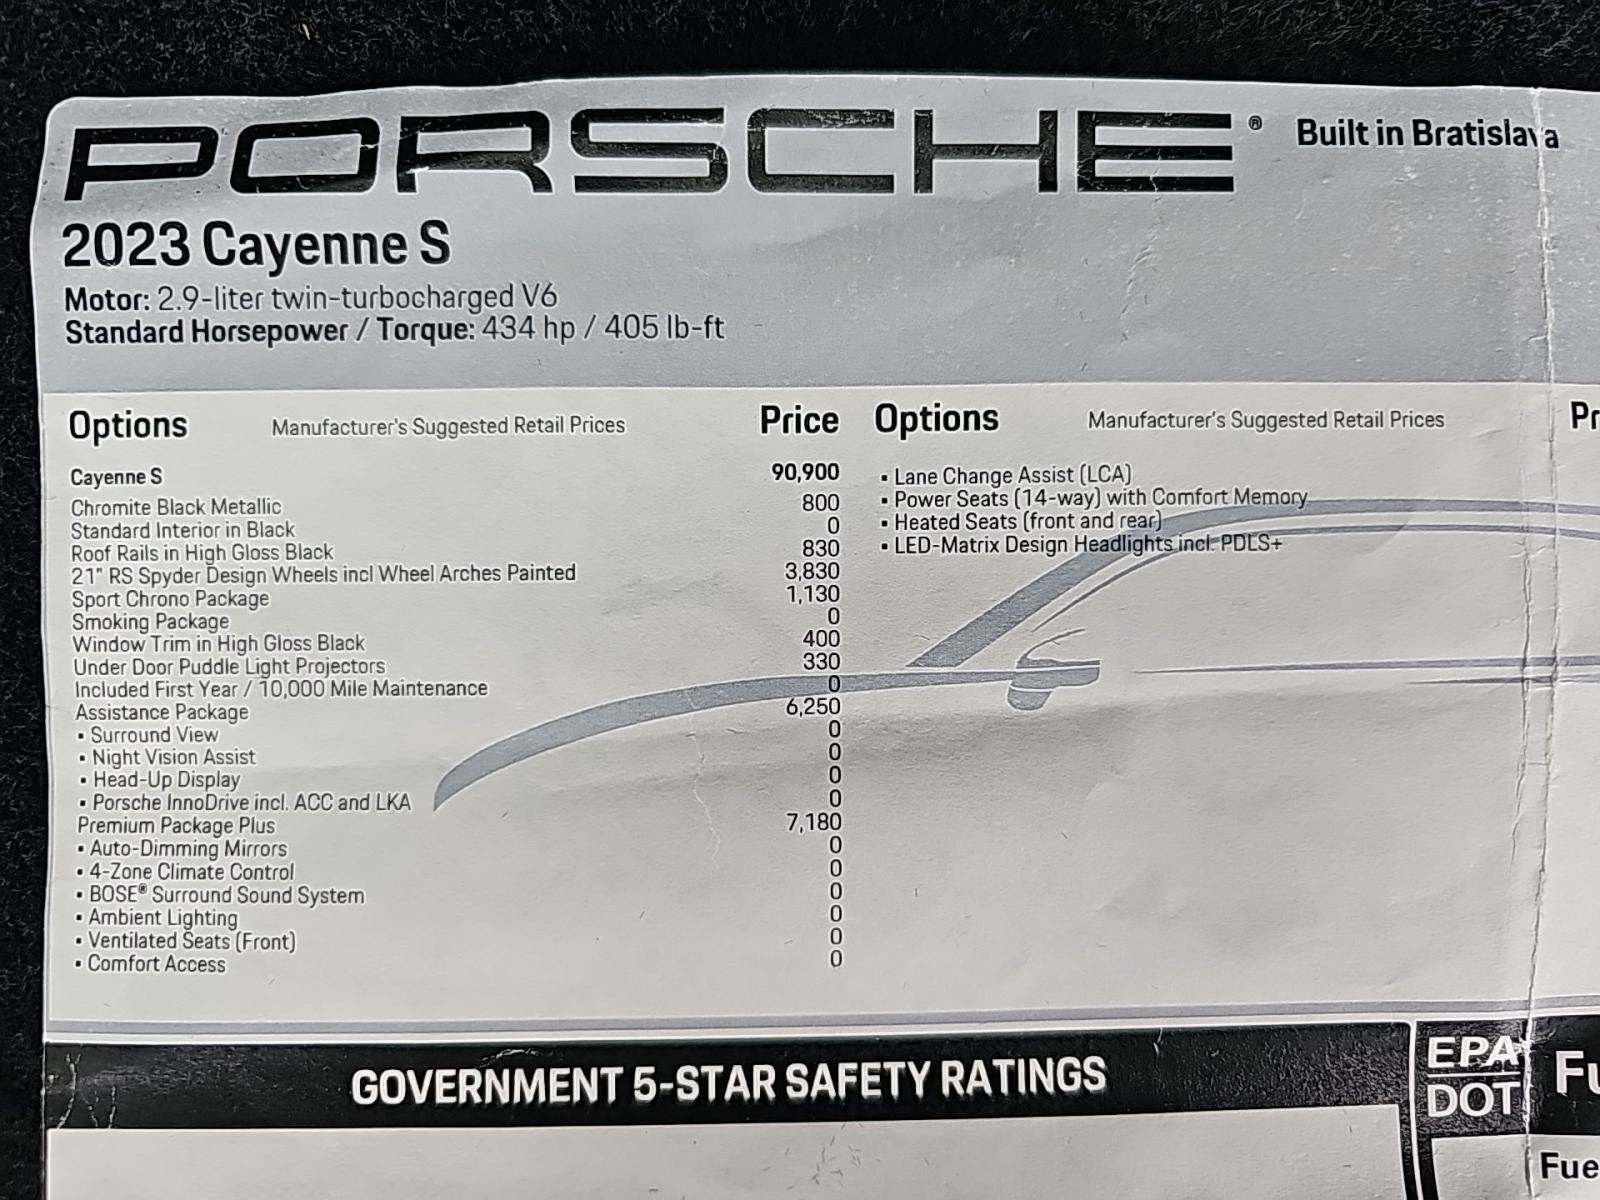 PORSCHE® Built in Bratislava
2023 Cayenne S
Motor: 2.9-liter twin-turbocharged V6
Standard Horsepower / Torque: 434 hp / 405 lb-ft
Options Manufacturer's Suggested Retail Prices Price
Cayenne S 90,900
Chromite Black Metallic 800
Standard Interior in Black 0
Roof Rails in High Gloss Black 830
21" RS Spyder Design Wheels incl Wheel Arches Painted 3,830
Sport Chrono Package 1,130
Smoking Package 0
Window Trim in High Gloss Black 400
Under Door Puddle Light Projectors 330
Included First Year / 10,000 Mile Maintenance 0
Assistance Package 6,250
▪ Surround View 0
▪ Night Vision Assist 0
▪ Head-Up Display 0
▪ Porsche InnoDrive incl. ACC and LKA 0
Premium Package Plus 7,180
▪ Auto-Dimming Mirrors 0
▪ 4-Zone Climate Control 0
▪ BOSE® Surround Sound System 0
▪ Ambient Lighting 0
▪ Ventilated Seats (Front) 0
▪ Comfort Access 0
Options Manufacturer's Suggested Retail Prices Pr
▪ Lane Change Assist (LCA)
▪ Power Seats (14-way) with Comfort Memory
▪ Heated Seats (front and rear)
▪ LED-Matrix Design Headlights incl. PDLS+
GOVERNMENT 5-STAR SAFETY RATINGS
EPA
DOT
Fu
Fue